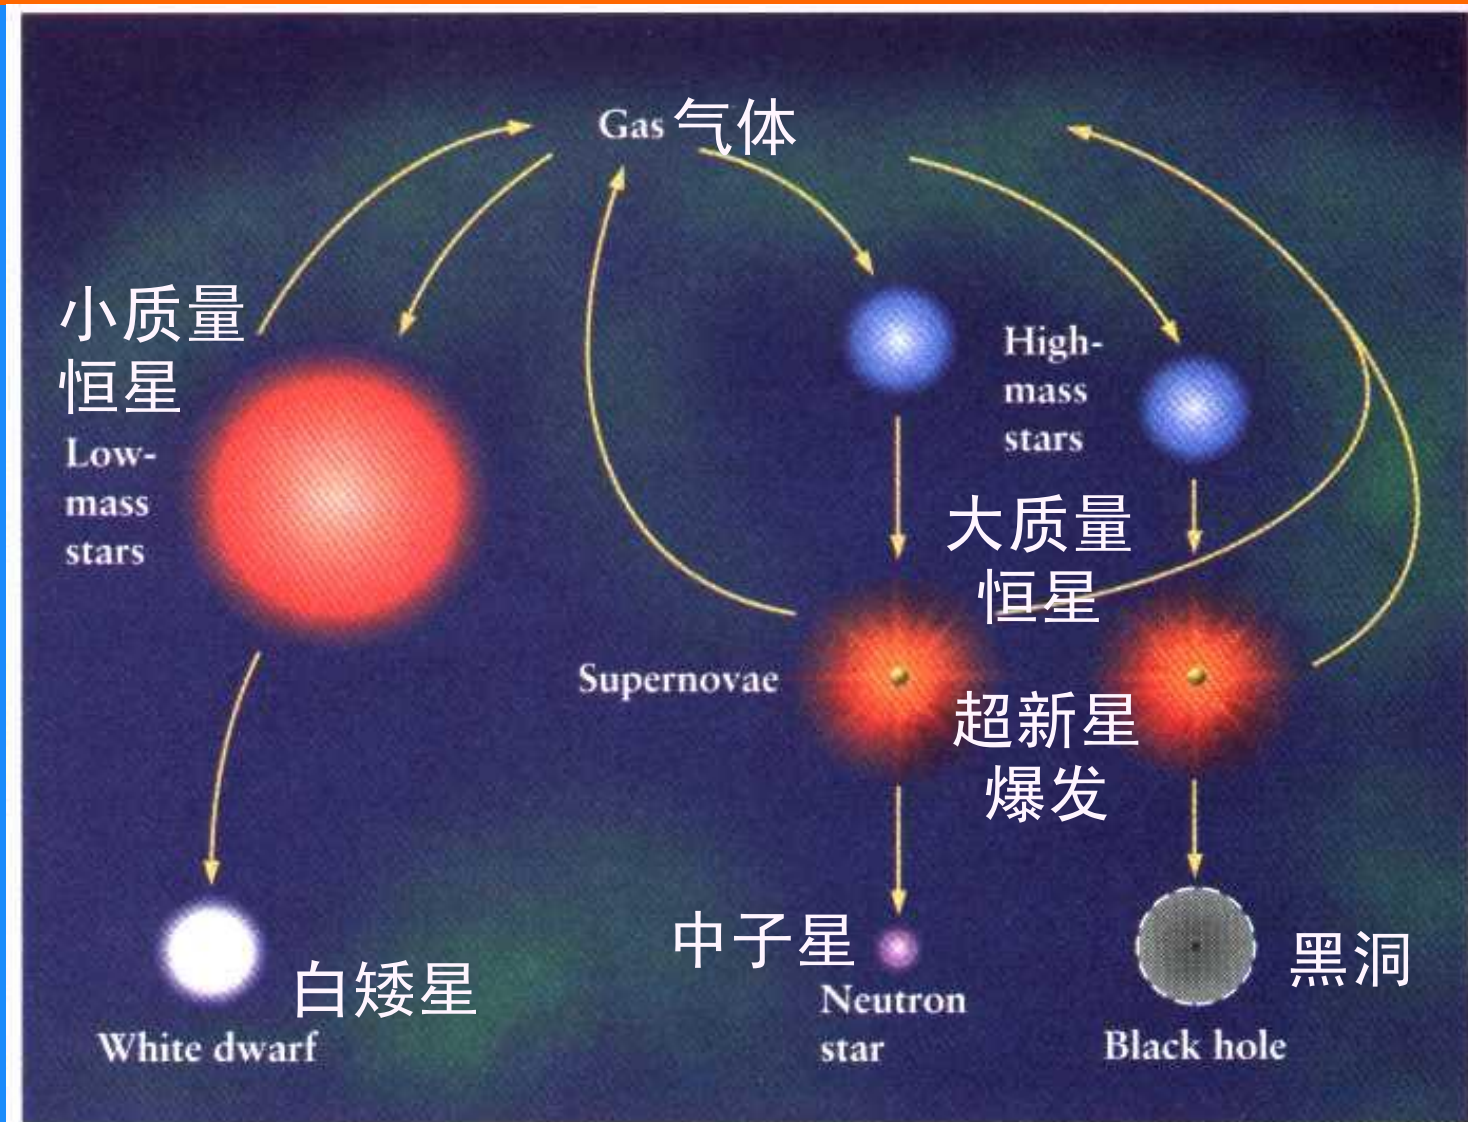 Gas 气体
小质量
恒星
Low-
mass
stars
High-
mass
stars
大质量
恒星
Supernovae
超新星
爆发
白矮星
White dwarf
中子星
Neutron
star
黑洞
Black hole